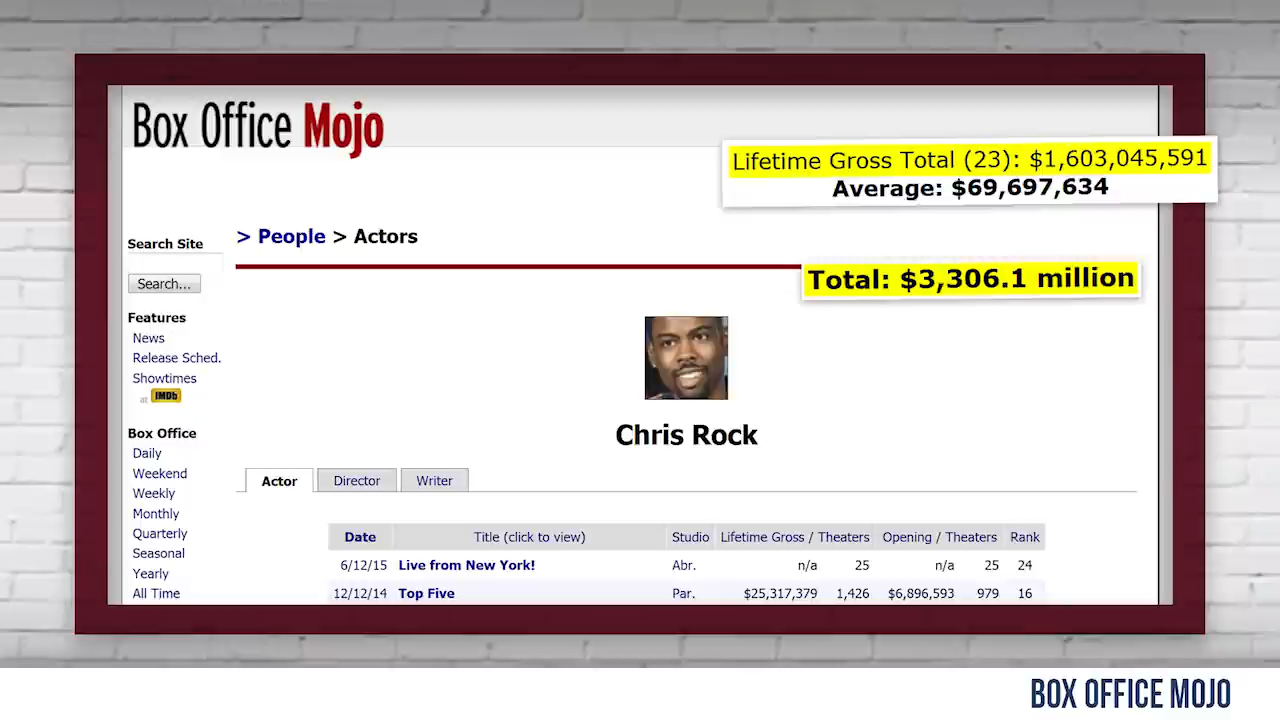 Box Office Mojo
Lifetime Gross Total (23): $1,603,045,591
Average: $69,697,634
> People > Actors
Search Site
Total: $3,306.1 million
Search...
Features
News
Release Sched.
Showtimes
at IMDb
Chris Rock
Box Office
Daily
Weekend
Weekly
Monthly
Quarterly
Seasonal
Yearly
All Time
Actor Director Writer
Date Title (click to view) Studio Lifetime Gross / Theaters Opening / Theaters Rank
6/12/15 Live from New York! Abr. n/a 25 n/a 25 24
12/12/14 Top Five Par. $25,317,379 1,426 $6,896,593 979 16
BOX OFFICE MOJO